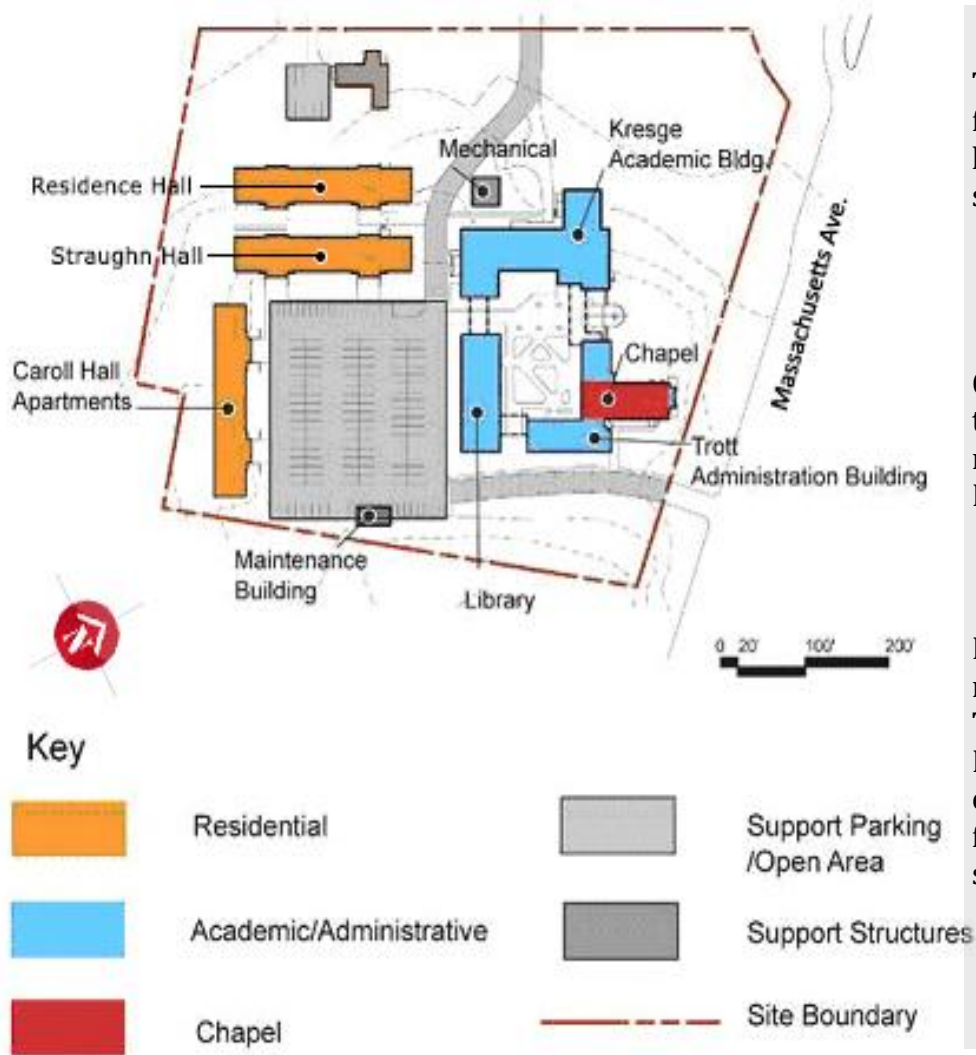 Kresge
Academic Bldg.
Mechanical
Residence Hall
Straughn Hall
Massachusetts Ave.
Chapel
Caroll Hall
Apartments
Trott
Administration Building
Maintenance
Building
Library
0 20' 100' 200'
Key
Residential
Support Parking
/Open Area
Academic/Administrative
Support Structures
Chapel
Site Boundary